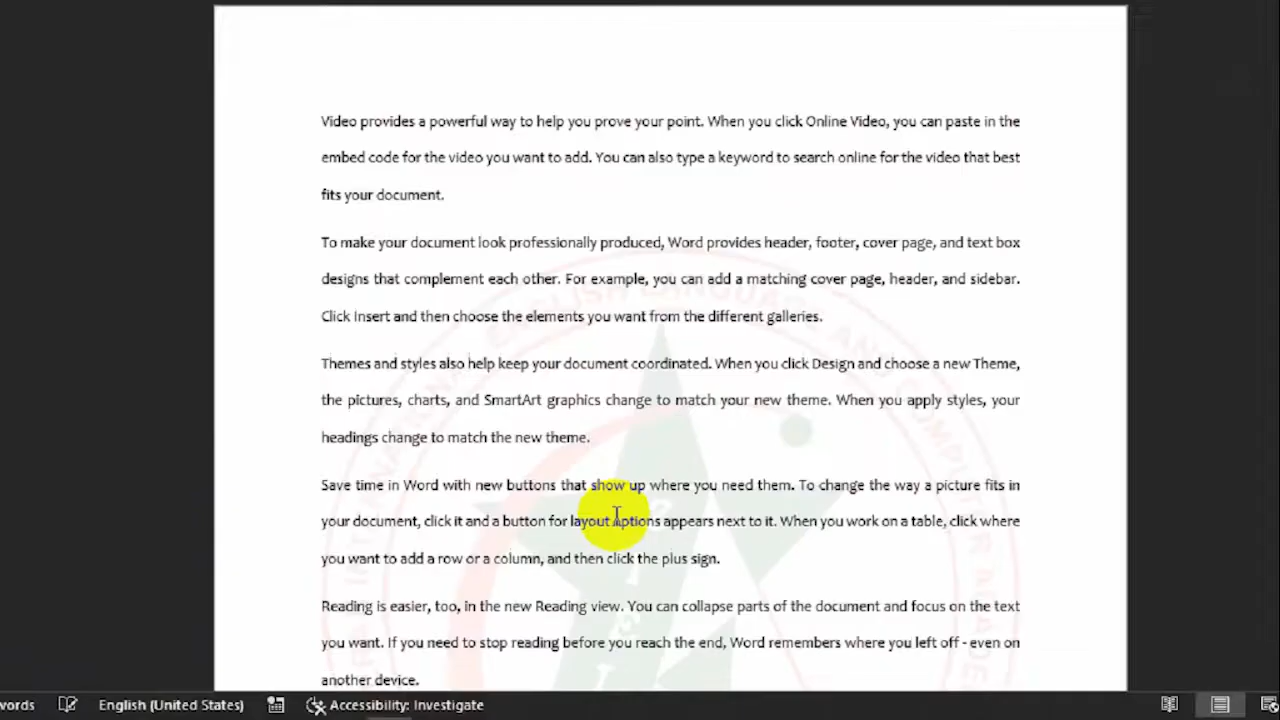 Video provides a powerful way to help you prove your point. When you click Online Video, you can paste in the
embed code for the video you want to add. You can also type a keyword to search online for the video that best
fits your document.
To make your document look professionally produced, Word provides header, footer, cover page, and text box
designs that complement each other. For example, you can add a matching cover page, header, and sidebar.
Click Insert and then choose the elements you want from the different galleries.
Themes and styles also help keep your document coordinated. When you click Design and choose a new Theme,
the pictures, charts, and SmartArt graphics change to match your new theme. When you apply styles, your
headings change to match the new theme.
Save time in Word with new buttons that show up where you need them. To change the way a picture fits in
your document, click it and a button for layout options appears next to it. When you work on a table, click where
you want to add a row or a column, and then click the plus sign.
Reading is easier, too, in the new Reading view. You can collapse parts of the document and focus on the text
you want. If you need to stop reading before you reach the end, Word remembers where you left off - even on
another device.
words English (United States) Accessibility: Investigate
ENGLISH LANGUAGE AND COMPUTER